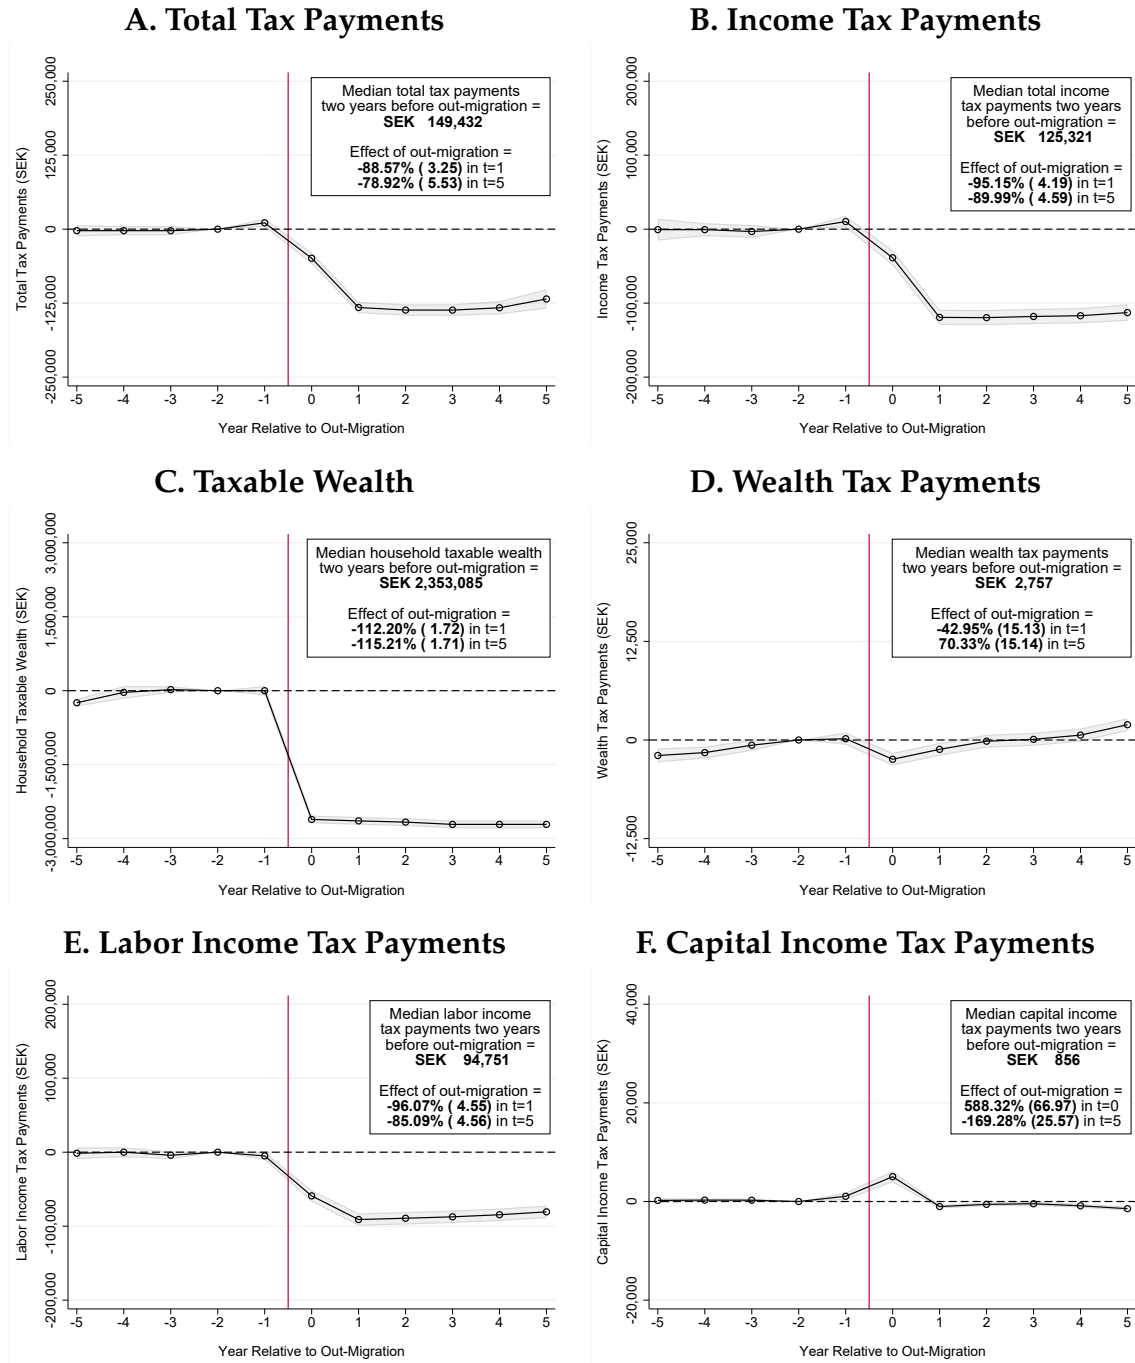 A. Total Tax Payments
Total Tax Payments (SEK)
250,000
125,000
0
-125,000
-250,000
Median total tax payments
two years before out-migration =
SEK 149,432
Effect of out-migration =
-88.57% ( 3.25) in t=1
-78.92% ( 5.53) in t=5
-5 -4 -3 -2 -1 0 1 2 3 4 5
Year Relative to Out-Migration
B. Income Tax Payments
Income Tax Payments (SEK)
200,000
100,000
0
-100,000
-200,000
Median total income
tax payments two years
before out-migration =
SEK 125,321
Effect of out-migration =
-95.15% ( 4.19) in t=1
-89.99% ( 4.59) in t=5
-5 -4 -3 -2 -1 0 1 2 3 4 5
Year Relative to Out-Migration
C. Taxable Wealth
Household Taxable Wealth (SEK)
3,000,000
1,500,000
0
-1,500,000
-3,000,000
Median household taxable wealth
two years before out-migration =
SEK 2,353,085
Effect of out-migration =
-112.20% ( 1.72) in t=1
-115.21% ( 1.71) in t=5
-5 -4 -3 -2 -1 0 1 2 3 4 5
Year Relative to Out-Migration
D. Wealth Tax Payments
Wealth Tax Payments (SEK)
25,000
12,500
0
-12,500
Median wealth tax payments
two years before out-migration =
SEK 2,757
Effect of out-migration =
-42.95% (15.13) in t=1
70.33% (15.14) in t=5
-5 -4 -3 -2 -1 0 1 2 3 4 5
Year Relative to Out-Migration
E. Labor Income Tax Payments
Labor Income Tax Payments (SEK)
200,000
100,000
0
-100,000
-200,000
Median labor income
tax payments two years
before out-migration =
SEK 94,751
Effect of out-migration =
-96.07% ( 4.55) in t=1
-85.09% ( 4.56) in t=5
-5 -4 -3 -2 -1 0 1 2 3 4 5
Year Relative to Out-Migration
F. Capital Income Tax Payments
Capital Income Tax Payments (SEK)
40,000
20,000
0
-20,000
Median capital income
tax payments two years
before out-migration =
SEK 856
Effect of out-migration =
588.32% (66.97) in t=0
-169.28% (25.57) in t=5
-5 -4 -3 -2 -1 0 1 2 3 4 5
Year Relative to Out-Migration